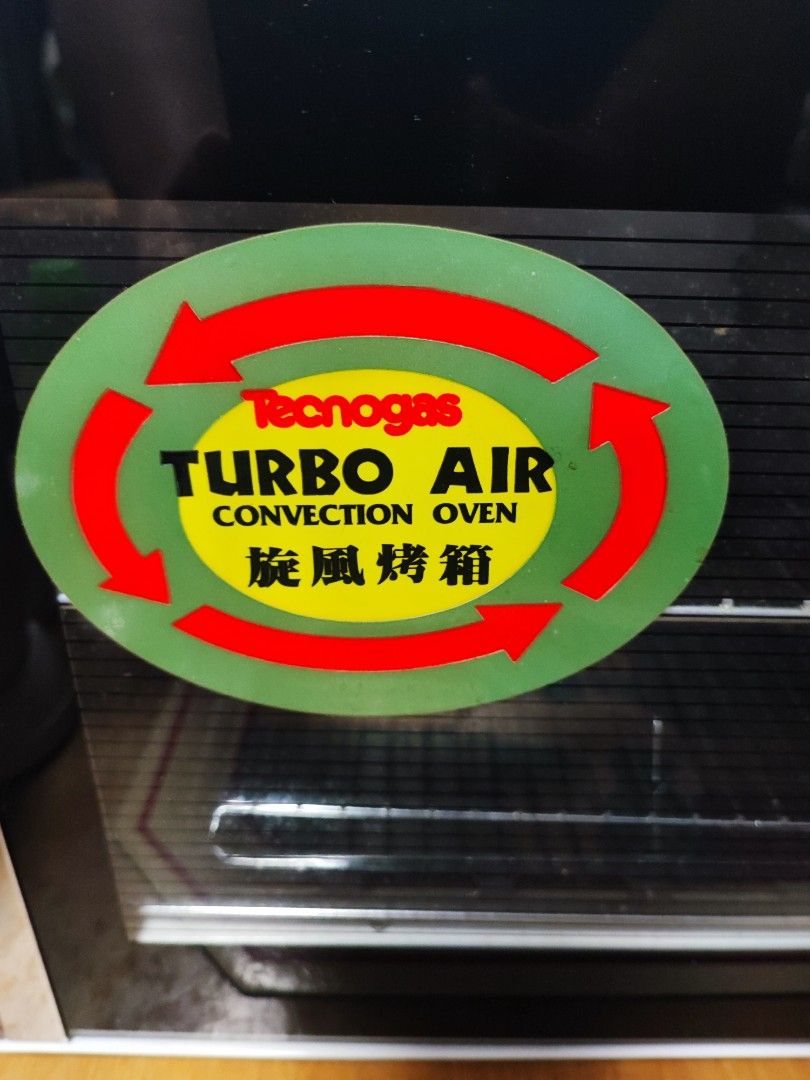 Tecnogas
TURBO AIR
CONVECTION OVEN
旋風烤箱